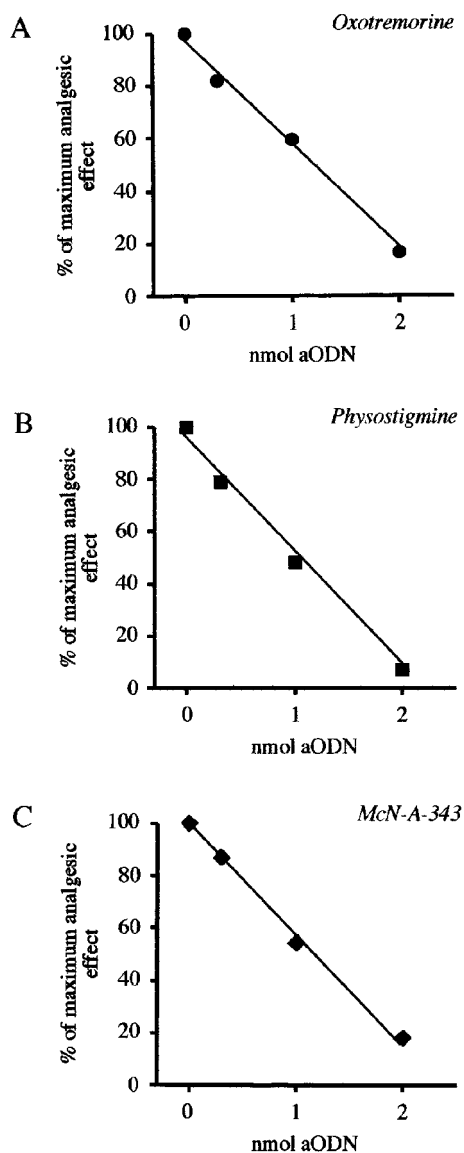 A
Oxotremorine
% of maximum analgesic
effect
100
80
60
40
20
0
0 1 2
nmol aODN
B
Physostigmine
% of maximum analgesic
effect
100
80
60
40
20
0
0 1 2
nmol aODN
C
McN-A-343
% of maximum analgesic
effect
100
80
60
40
20
0
0 1 2
nmol aODN